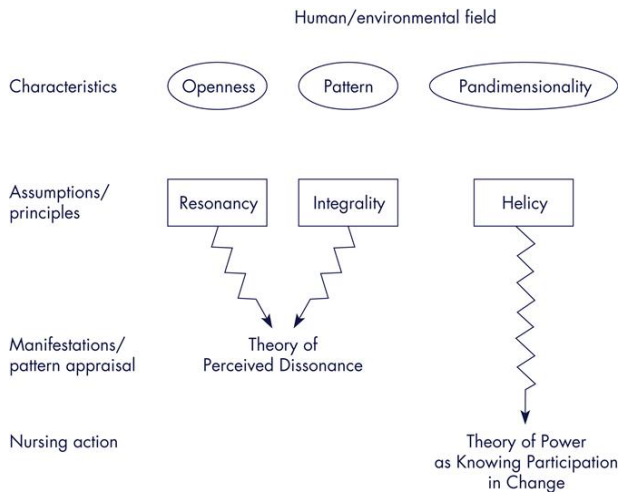 Human/environmental field
Characteristics
Openness
Pattern
Pandimensionality
Assumptions/
principles
Resonancy
Integrality
Helicy
Manifestations/
pattern appraisal
Theory of
Perceived Dissonance
Nursing action
Theory of Power
as Knowing Participation
in Change